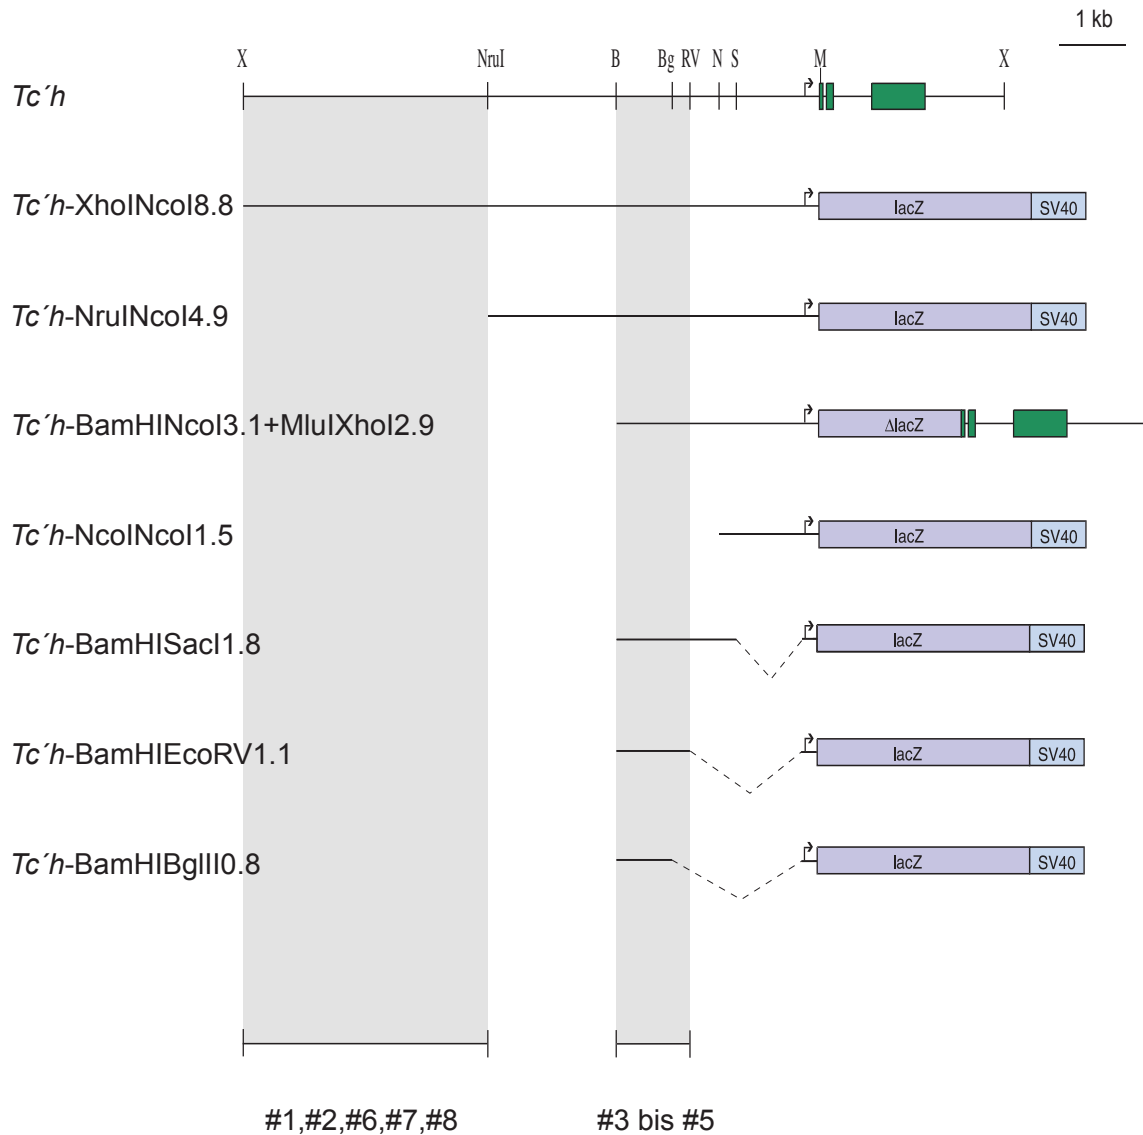 1 kb
X NruI B Bg RV N S M X
Tc´h
Tc´h-XhoINcoI8.8 lacZ SV40
Tc´h-NruINcoI4.9 lacZ SV40
Tc´h-BamHINcoI3.1+MluIXhoI2.9 ΔlacZ
Tc´h-NcoINcoI1.5 lacZ SV40
Tc´h-BamHISacI1.8 lacZ SV40
Tc´h-BamHIEcoRV1.1 lacZ SV40
Tc´h-BamHIBglII0.8 lacZ SV40
#1,#2,#6,#7,#8 #3 bis #5